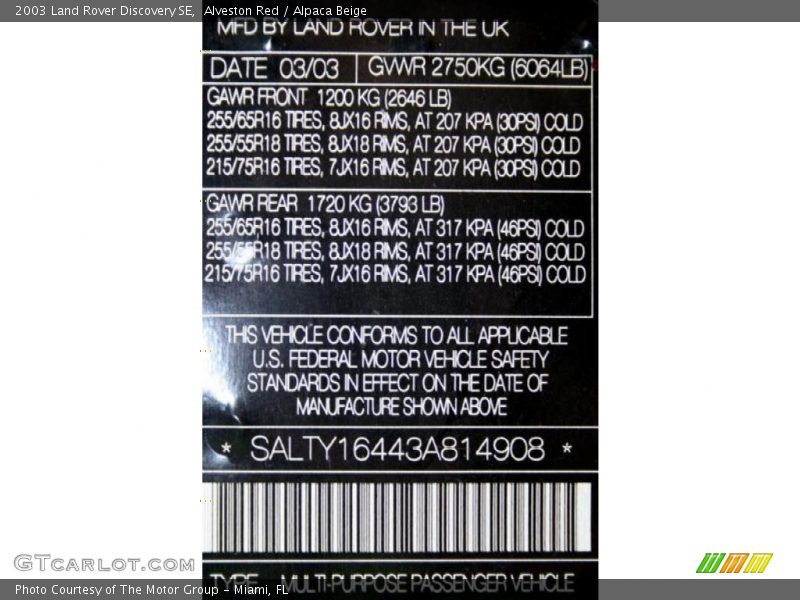 2003 Land Rover Discovery SE, Alveston Red / Alpaca Beige
MFD BY LAND ROVER IN THE UK
DATE 03/03 GVWR 2750KG (6064LB)
GAWR FRONT 1200 KG (2646 LB)
255/65R16 TIRES, 8JX16 RIMS, AT 207 KPA (30PSI) COLD
255/55R18 TIRES, 8JX18 RIMS, AT 207 KPA (30PSI) COLD
215/75R16 TIRES, 7JX16 RIMS, AT 207 KPA (30PSI) COLD
GAWR REAR 1720 KG (3793 LB)
255/65R16 TIRES, 8JX16 RIMS, AT 317 KPA (46PSI) COLD
255/55R18 TIRES, 8JX18 RIMS, AT 317 KPA (46PSI) COLD
215/75R16 TIRES, 7JX16 RIMS, AT 317 KPA (46PSI) COLD
THIS VEHICLE CONFORMS TO ALL APPLICABLE
U.S. FEDERAL MOTOR VEHICLE SAFETY
STANDARDS IN EFFECT ON THE DATE OF
MANUFACTURE SHOWN ABOVE
* SALTY16443A814908 *
GTCARLOT.COM
TYPE MULTI-PURPOSE PASSENGER VEHICLE
Photo Courtesy of The Motor Group - Miami, FL